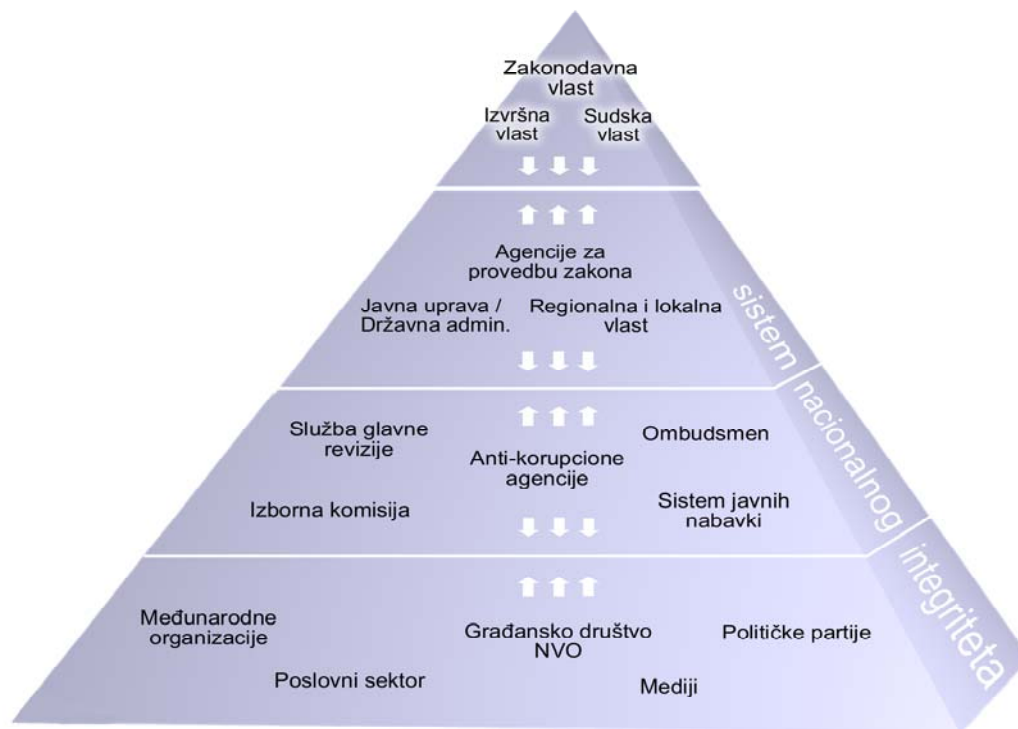 Zakonodavna
vlast
Izvršna
vlast
Sudska
vlast
Agencije za
provedbu zakona
Javna uprava /
Državna admin.
Regionalna i lokalna
vlast
Služba glavne
revizije
Anti-korupcione
agencije
Ombudsmen
Izborna komisija
Sistem javnih
nabavki
Međunarodne
organizacije
Građansko društvo
NVO
Političke partije
Poslovni sektor
Mediji
sistem
nacionalnog
integriteta